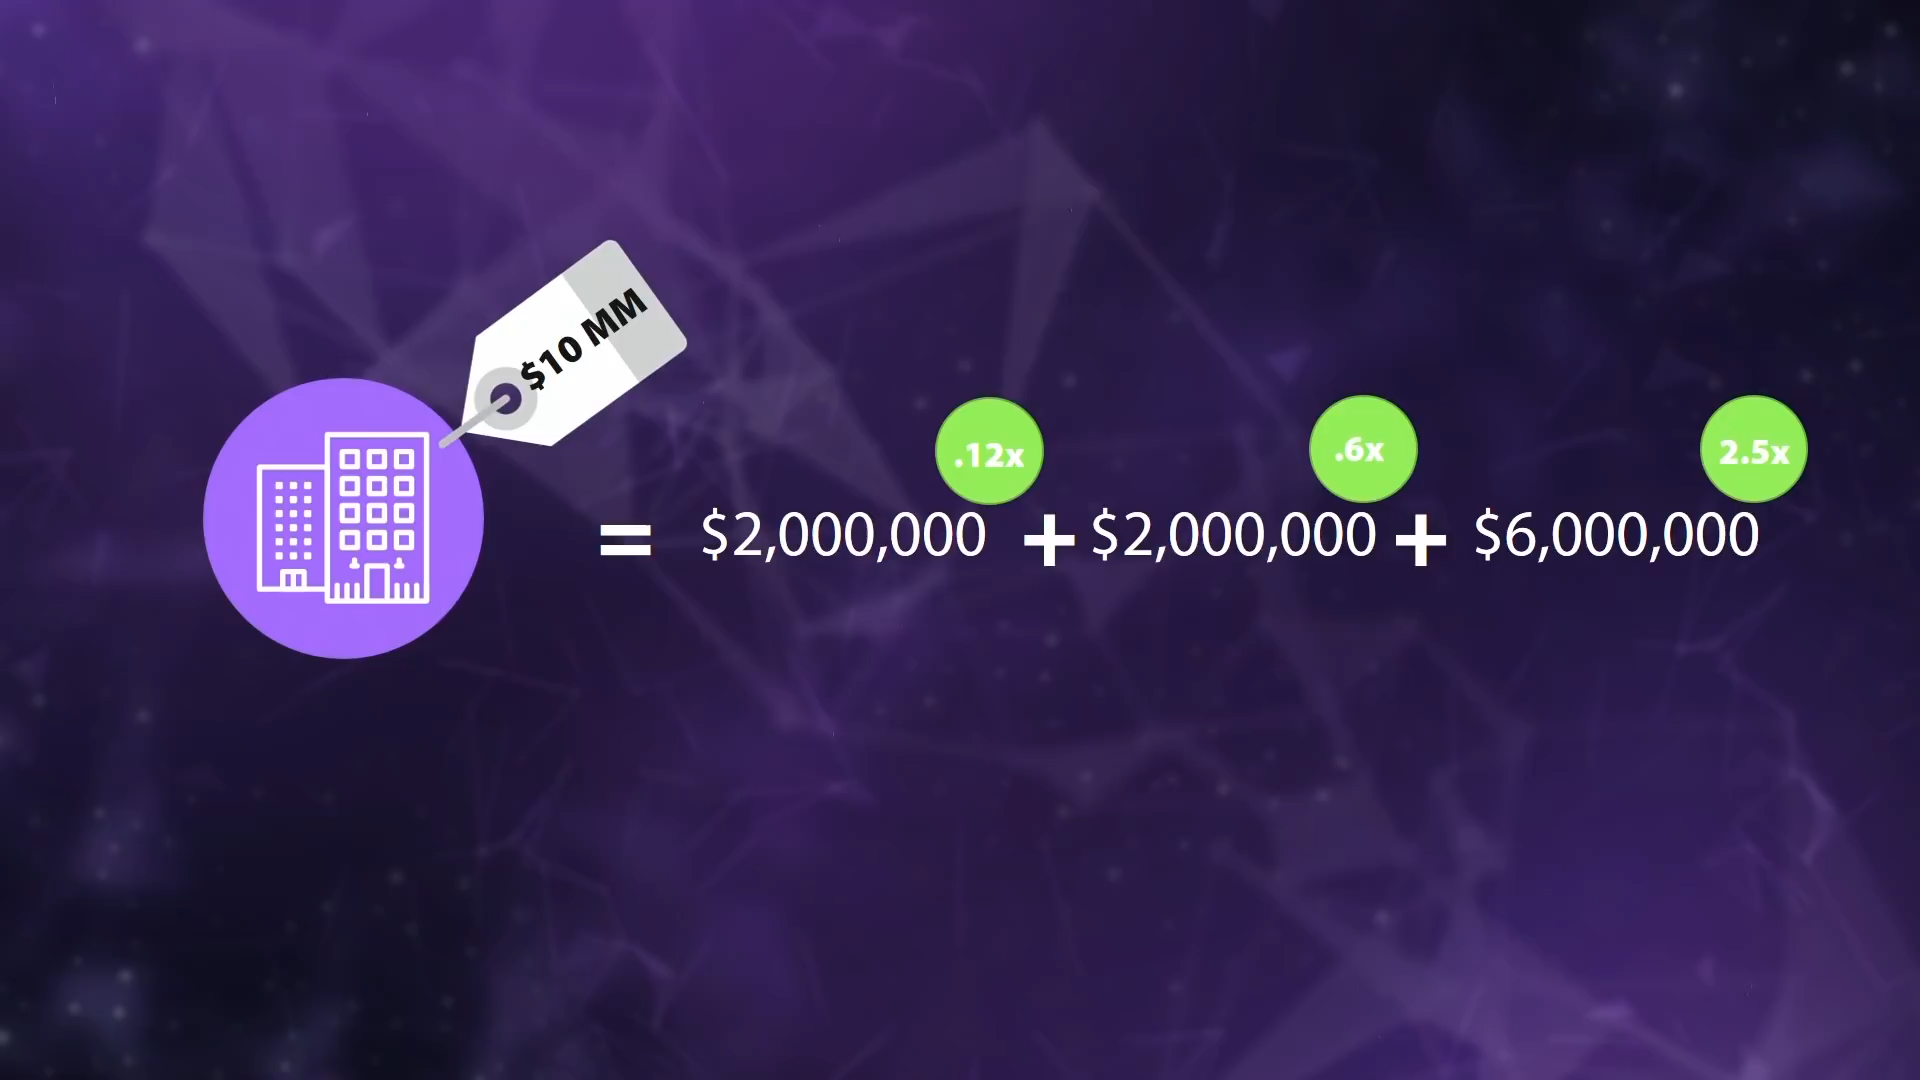 $10 MM
.12x .6x 2.5x
= $2,000,000 + $2,000,000 + $6,000,000